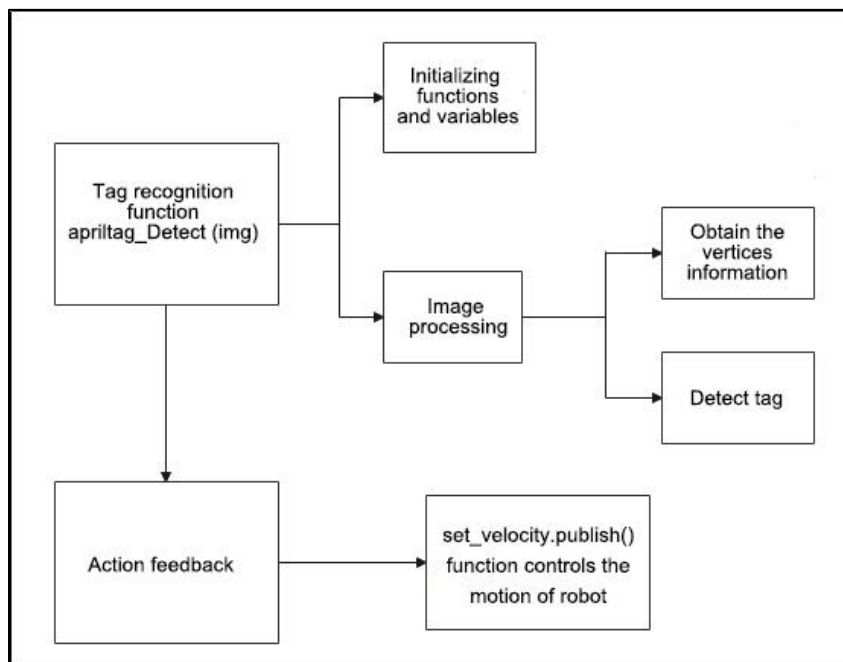 Initializing
functions
and variables
Tag recognition
function
apriltag_Detect (img)
Obtain the
vertices
information
Image
processing
Detect tag
Action feedback
set_velocity.publish()
function controls the
motion of robot